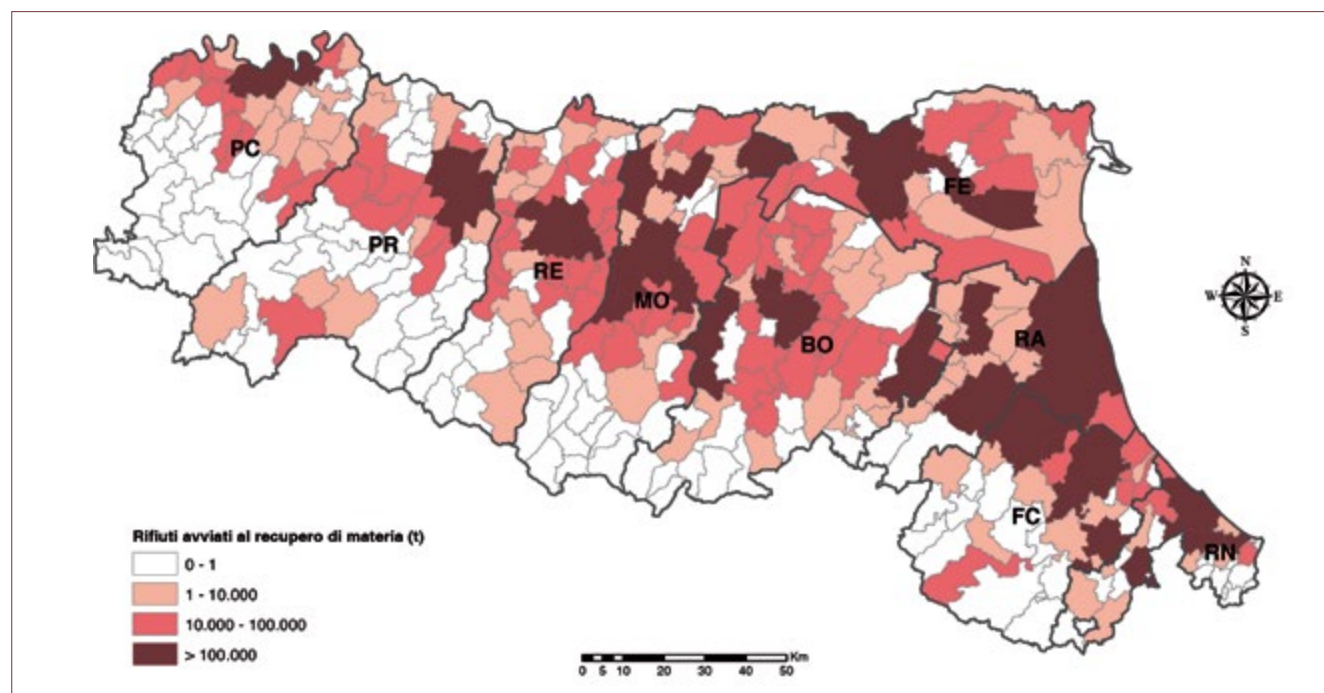 PC
PR
RE
MO
BO
FE
RA
FC
RN
N
W E
S
Rifiuti avviati al recupero di materia (t)
0 - 1
1 - 10.000
10.000 - 100.000
> 100.000
Km
0 5 10 20 30 40 50